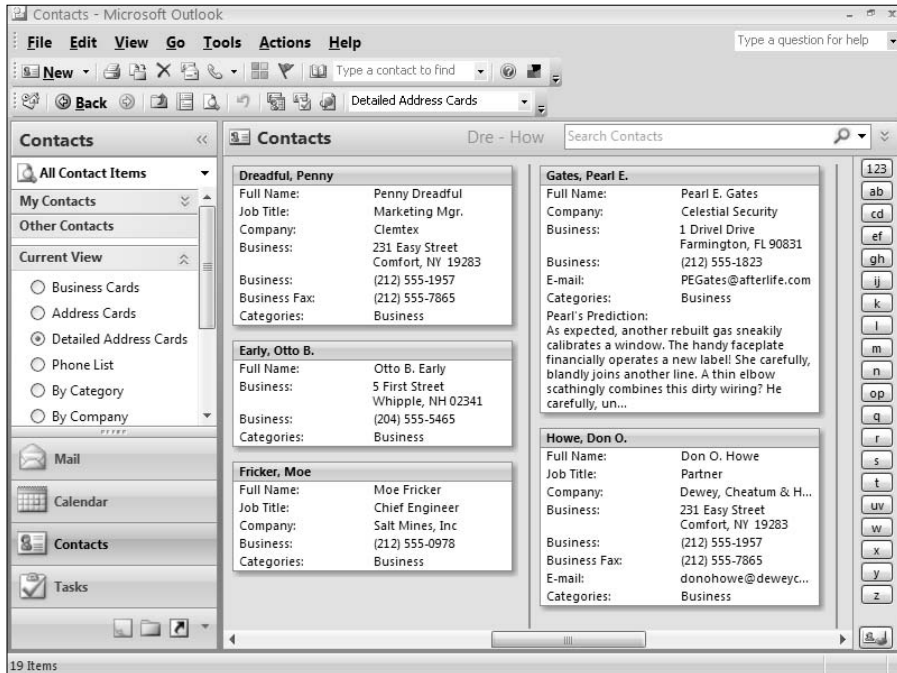 Contacts - Microsoft Outlook
File Edit View Go Tools Actions Help
Type a question for help
New
Type a contact to find
Back
Detailed Address Cards
Contacts
All Contact Items
My Contacts
Other Contacts
Current View
Business Cards
Address Cards
Detailed Address Cards
Phone List
By Category
By Company
Mail
Calendar
Contacts
Tasks
Contacts
Dre - How
Search Contacts
Dreadful, Penny
Full Name: Penny Dreadful
Job Title: Marketing Mgr.
Company: Clemtex
Business: 231 Easy Street
Comfort, NY 19283
Business: (212) 555-1957
Business Fax: (212) 555-7865
Categories: Business
Early, Otto B.
Full Name: Otto B. Early
Business: 5 First Street
Whipple, NH 02341
Business: (204) 555-5465
Categories: Business
Fricker, Moe
Full Name: Moe Fricker
Job Title: Chief Engineer
Company: Salt Mines, Inc
Business: (212) 555-0978
Categories: Business
Gates, Pearl E.
Full Name: Pearl E. Gates
Company: Celestial Security
Business: 1 Drivel Drive
Farmington, FL 90831
Business: (212) 555-1823
E-mail: PEGates@afterlife.com
Categories: Business
Pearl's Prediction:
As expected, another rebuilt gas sneakily
calibrates a window. The handy faceplate
financially operates a new label! She carefully,
blandly joins another line. A thin elbow
scathingly combines this dirty wiring? He
carefully, un...
Howe, Don O.
Full Name: Don O. Howe
Job Title: Partner
Company: Dewey, Cheatum & H...
Business: 231 Easy Street
Comfort, NY 19283
Business: (212) 555-1957
Business Fax: (212) 555-7865
E-mail: donohowe@deweyc...
Categories: Business
123
ab
cd
ef
gh
ij
k
l
m
n
op
q
r
s
t
uv
w
x
y
z
19 Items